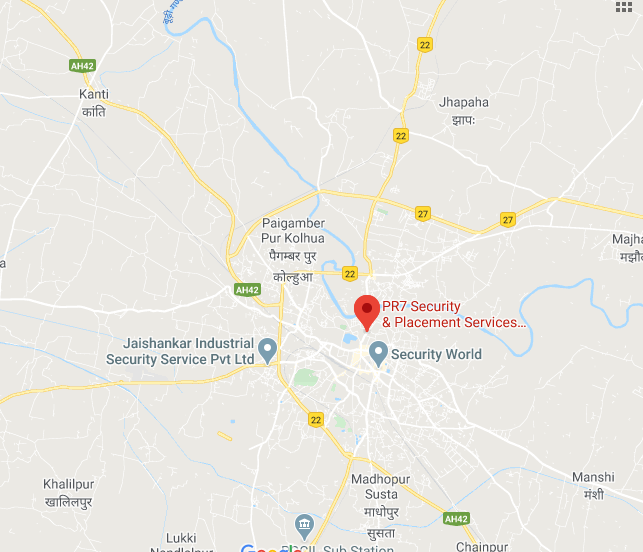 बूढ़ी
22
AH42
Kanti
कांति
Jhapaha
झापः
22
27
27
Paigamber
Pur Kolhua
पैगम्बर पुर
कोल्हुआ
Majha
मझौल
a
22
AH42
PR7 Security
& Placement Services...
Jaishankar Industrial
Security Service Pvt Ltd
Security World
22
Khalilpur
खालिलपुर
Madhopur
Susta
माधोपुर
सुसता
Manshi
मंशी
AH42
Lukki
Google
Sub Station
Chainpur